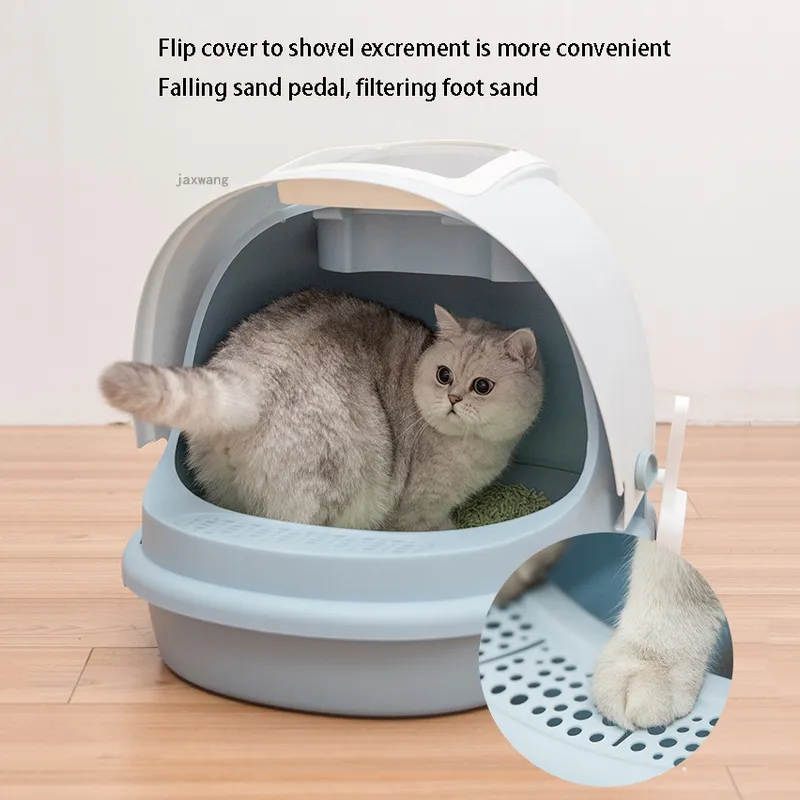 Flip cover to shovel excrement is more convenient
Falling sand pedal, filtering foot sand
jaxwang